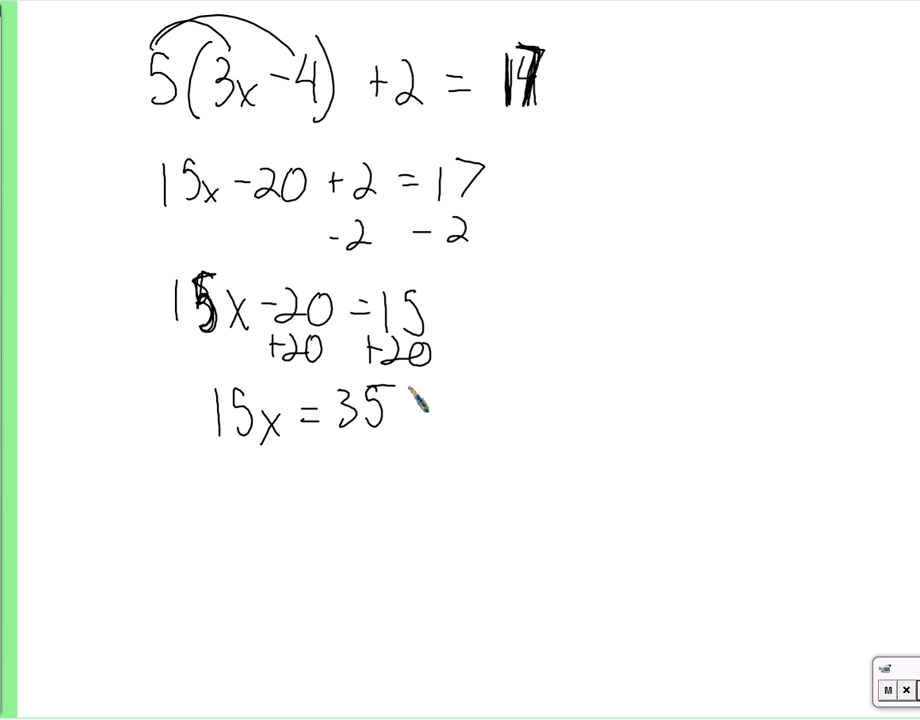 5(3x-4) +2 = 17
15x -20 +2 = 17
-2 -2
15x -20 = 15
+20 +20
15x = 35
M ×